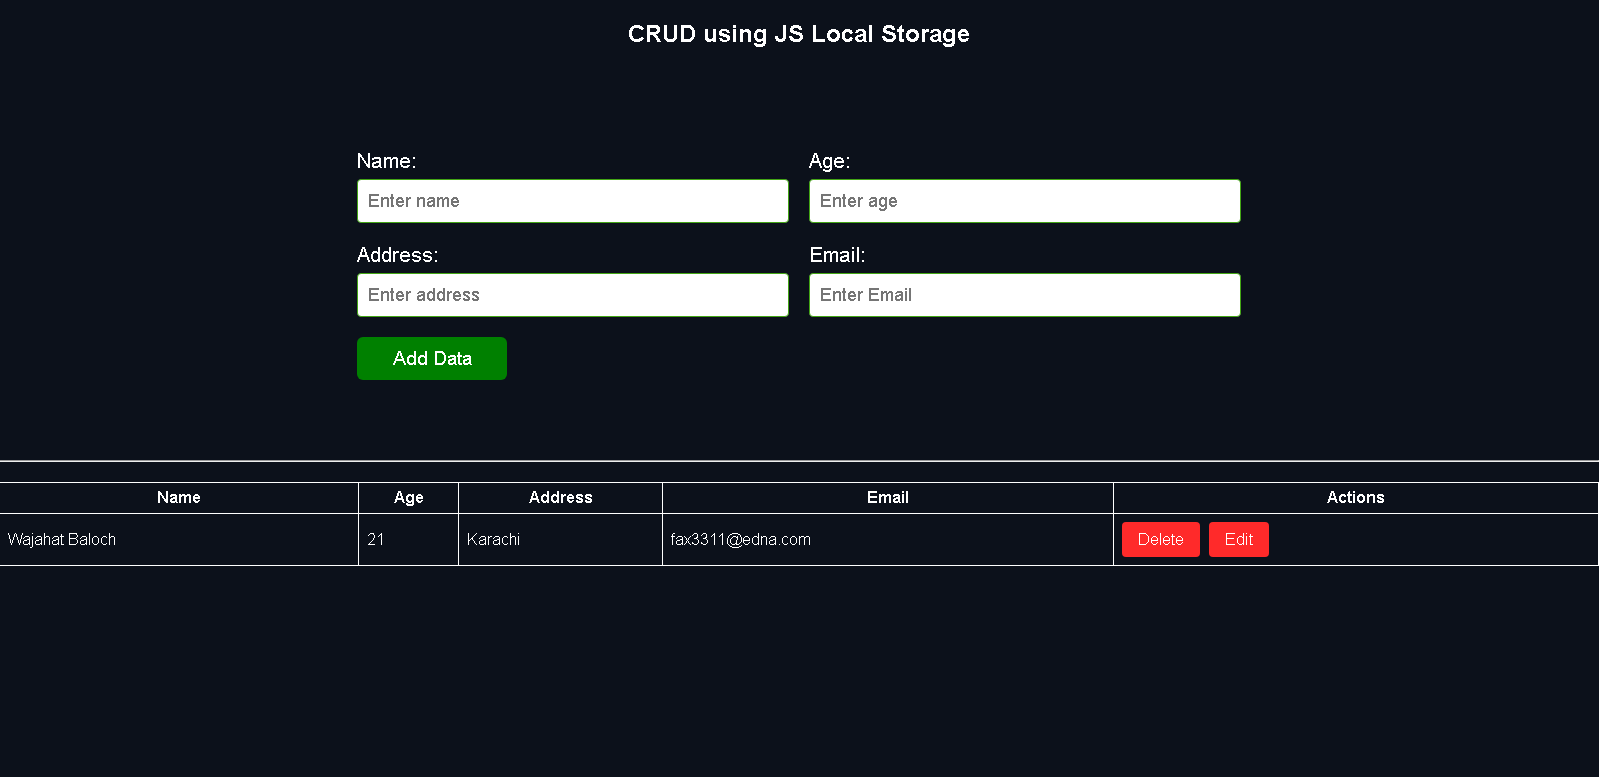 CRUD using JS Local Storage
Name: Age:
Enter name Enter age
Address: Email:
Enter address Enter Email
Add Data
Name Age Address Email Actions
Wajahat Baloch 21 Karachi fax3311@edna.com Delete Edit